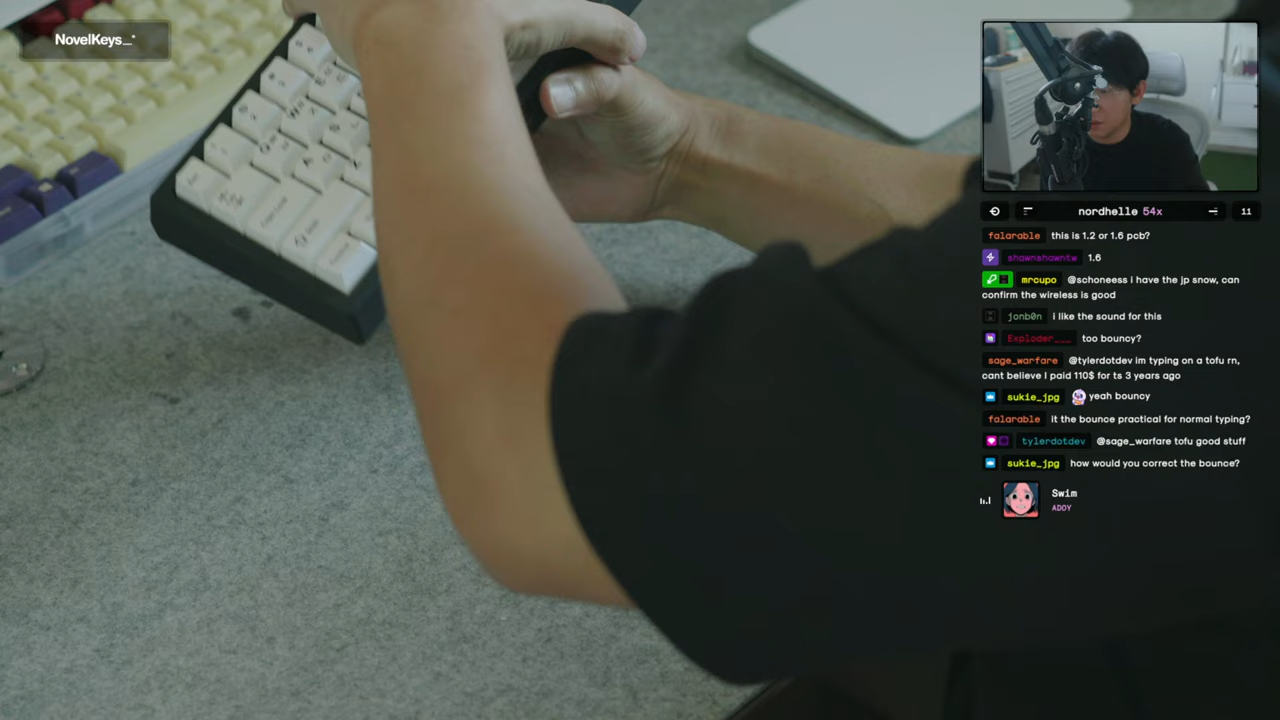 NovelKeys_*
nordhelle 54x
11
falarable this is 1.2 or 1.6 pcb?
shawnshawntw 1.6
mrcupo @schoneess i have the jp snow, can
confirm the wireless is good
jonb0n i like the sound for this
Exploder___ too bouncy?
sage_warfare @tylerdotdev im typing on a tofu rn,
cant believe I paid 110$ for ts 3 years ago
sukie_jpg yeah bouncy
falarable it the bounce practical for normal typing?
tylerdotdev @sage_warfare tofu good stuff
sukie_jpg how would you correct the bounce?
Swim
ADDY